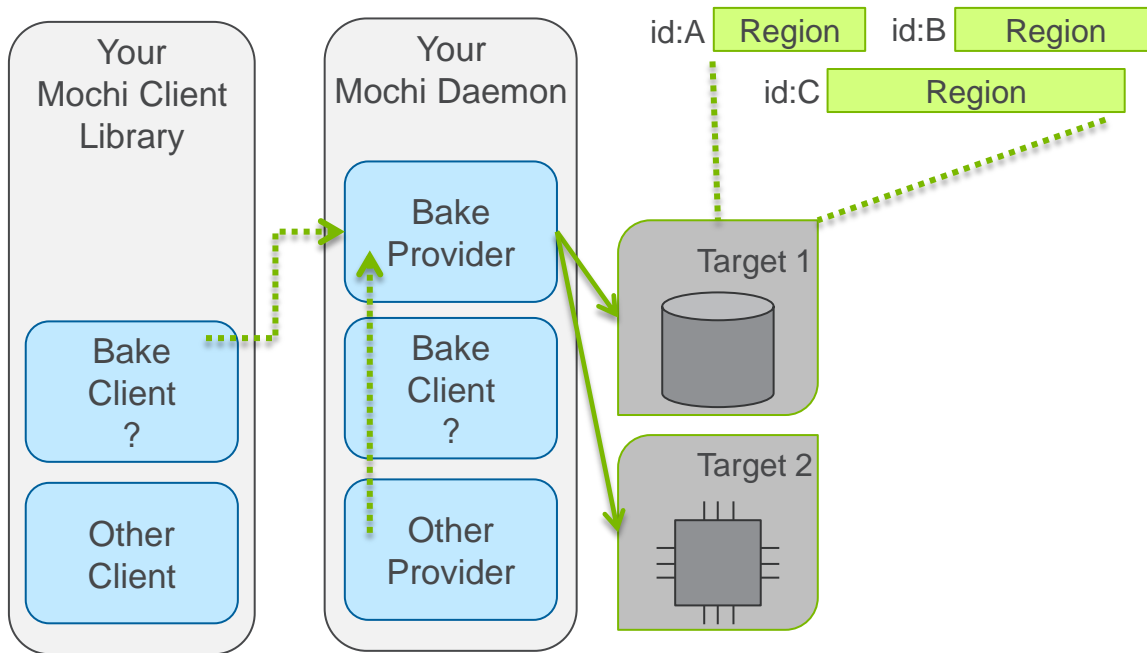 Your
Mochi Client
Library
Bake
Client
?
Other
Client
Your
Mochi Daemon
Bake
Provider
Bake
Client
?
Other
Provider
id:A Region
id:B Region
id:C Region
Target 1
Target 2